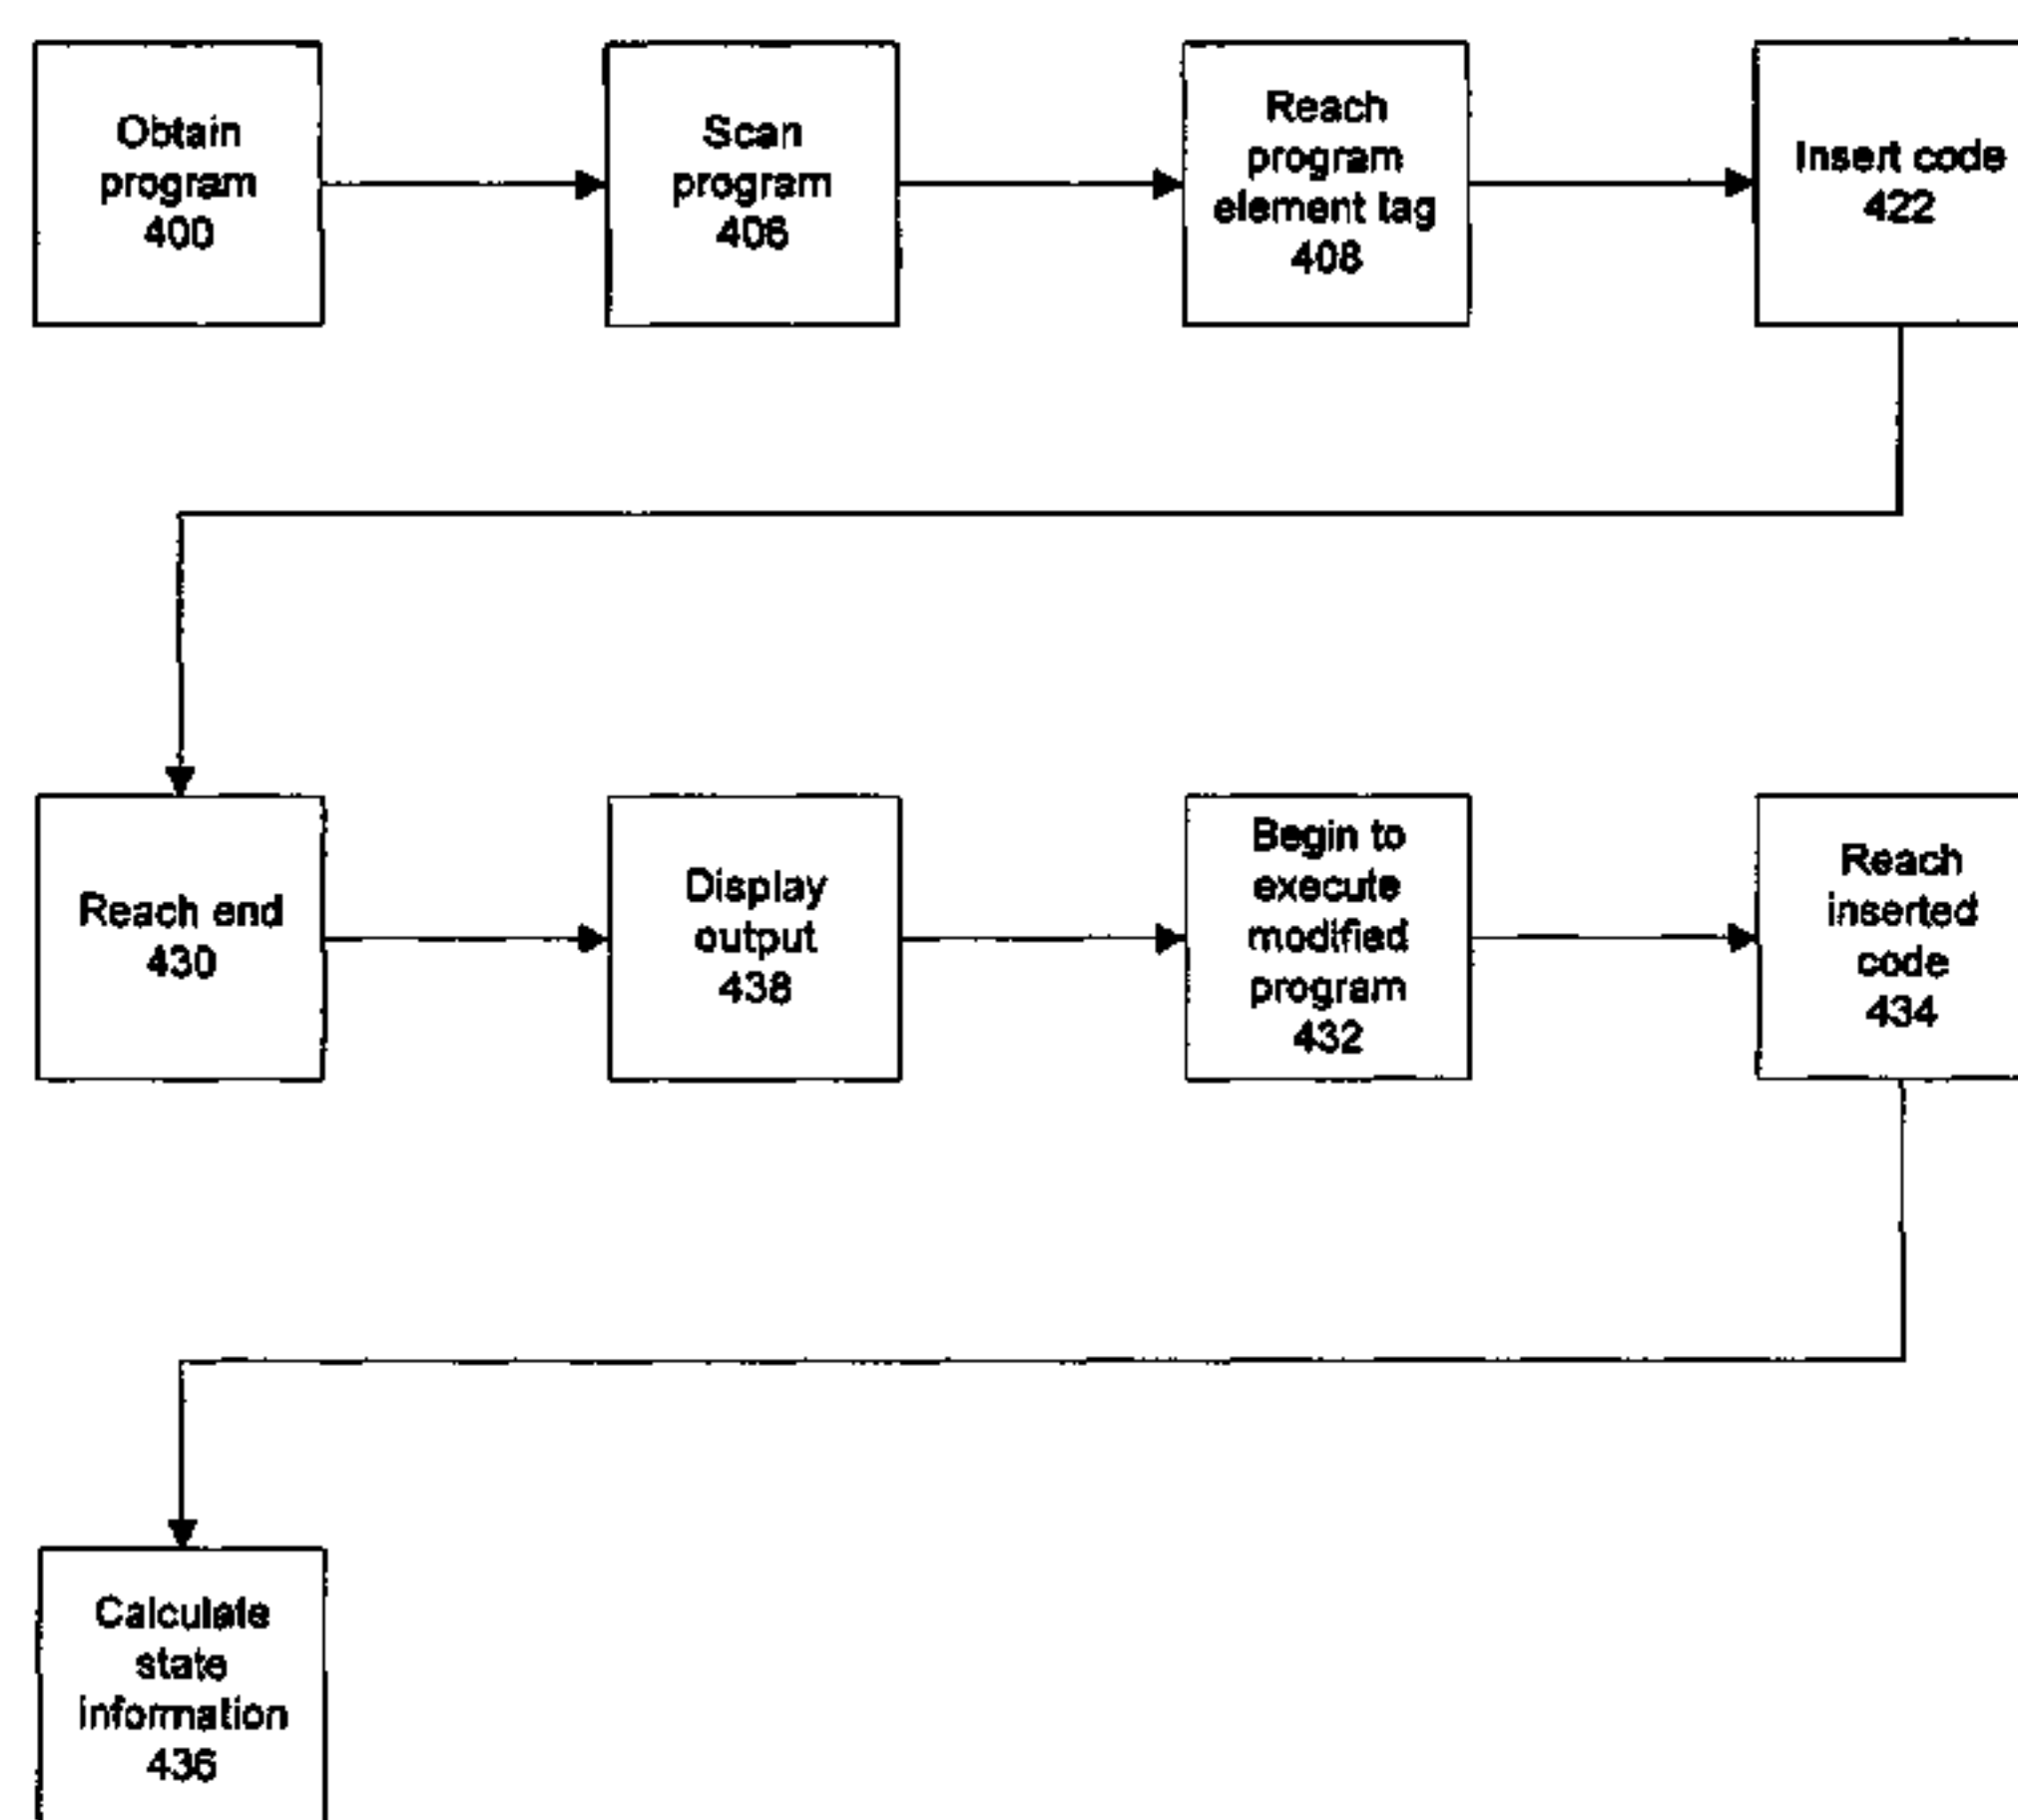 Obtain
program
400
Scan
program
406
Reach
program
element tag
408
Insert code
422
Reach end
430
Display
output
438
Begin to
execute
modified
program
432
Reach
inserted
code
434
Calculate
state
information
436